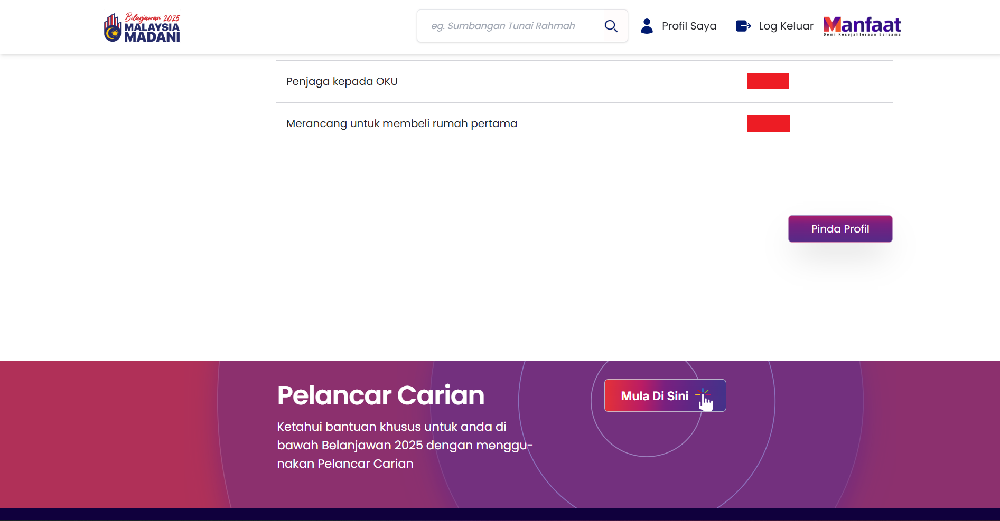 Belanjawan 2025
MALAYSIA
MADANI
eg. Sumbangan Tunai Rahmah
Profil Saya
Log Keluar
Manfaat
Demi Kesejahteraan Bersama
Penjaga kepada OKU
Merancang untuk membeli rumah pertama
Pinda Profil
Pelancar Carian
Mula Di Sini
Ketahui bantuan khusus untuk anda di
bawah Belanjawan 2025 dengan menggu-
nakan Pelancar Carian